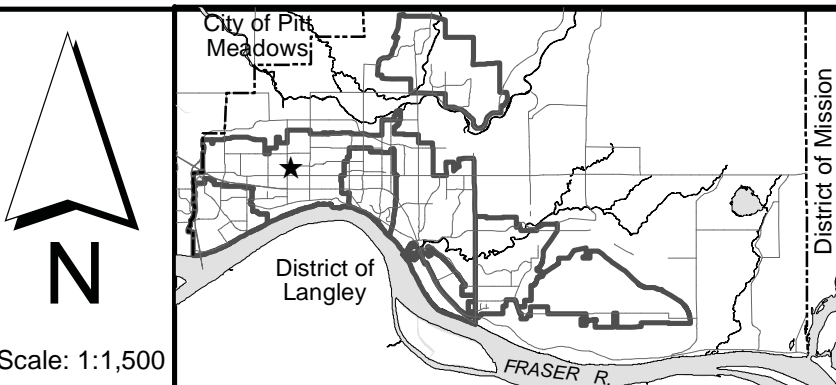 City of Pitt
Meadows
District of Mission
District of
Langley
N
Scale: 1:1,500
FRASER R.